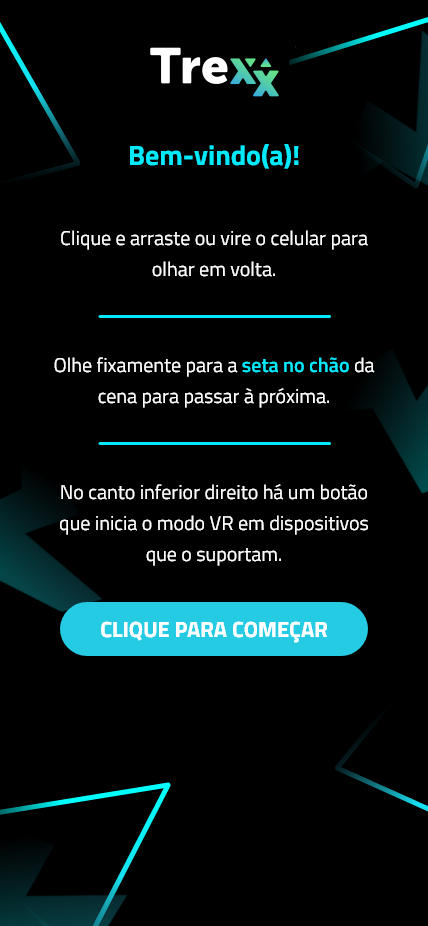 Trexx
Bem-vindo(a)!
Clique e arraste ou vire o celular para
olhar em volta.
Olhe fixamente para a seta no chão da
cena para passar à próxima.
No canto inferior direito há um botão
que inicia o modo VR em dispositivos
que o suportam.
CLIQUE PARA COMEÇAR